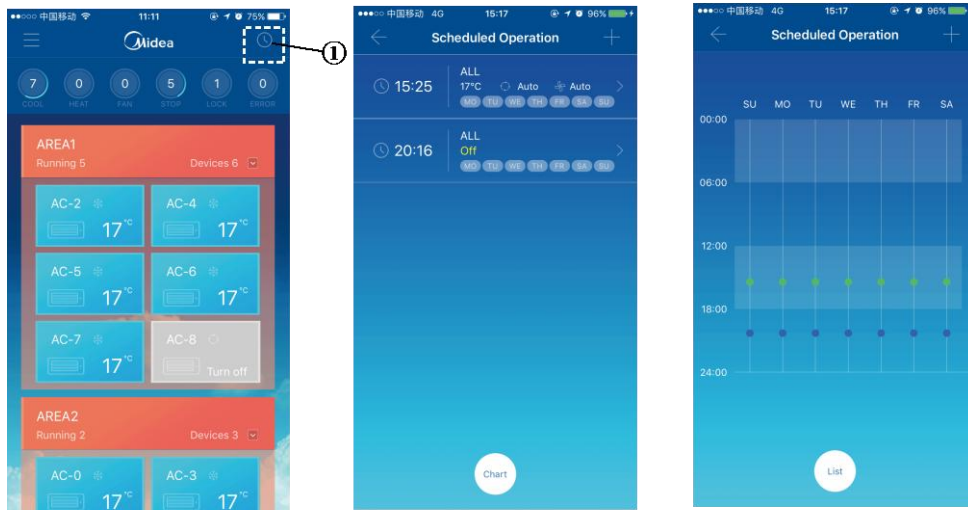 中国移动 11:11 75%
Midea
①
7 0 0 5 1 0
COOL HEAT FAN STOP LOCK ERROR
AREA1
Running 5 Devices 6
AC-2 AC-4
17°C 17°C
AC-5 AC-6
17°C 17°C
AC-7 AC-8
17°C Turn off
AREA2
Running 2 Devices 3
AC-0 AC-3
17°C 17°C
中国移动 4G 15:17 96%
Scheduled Operation
15:25
ALL
17°C Auto Auto
MO TU WE TH FR SA SU
20:16
ALL
Off
MO TU WE TH FR SA SU
Chart
中国移动 4G 15:17 96%
Scheduled Operation
SU MO TU WE TH FR SA
00:00
06:00
12:00
18:00
24:00
List